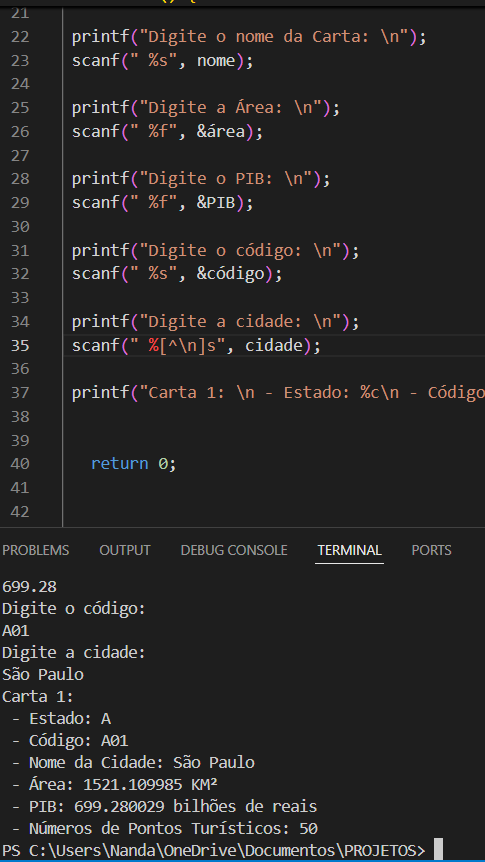 21
22 printf("Digite o nome da Carta: \n");
23 scanf(" %s", nome);
24
25 printf("Digite a Área: \n");
26 scanf(" %f", &área);
27
28 printf("Digite o PIB: \n");
29 scanf(" %f", &PIB);
30
31 printf("Digite o código: \n");
32 scanf(" %s", &código);
33
34 printf("Digite a cidade: \n");
35 scanf(" %[^\n]s", cidade);
36
37 printf("Carta 1: \n - Estado: %c\n - Código
38
39
40 return 0;
41
42
PROBLEMS OUTPUT DEBUG CONSOLE TERMINAL PORTS
699.28
Digite o código:
A01
Digite a cidade:
São Paulo
Carta 1:
- Estado: A
- Código: A01
- Nome da Cidade: São Paulo
- Área: 1521.109985 KM²
- PIB: 699.280029 bilhões de reais
- Números de Pontos Turísticos: 50
PS C:\Users\Nanda\OneDrive\Documentos\PROJETOS>